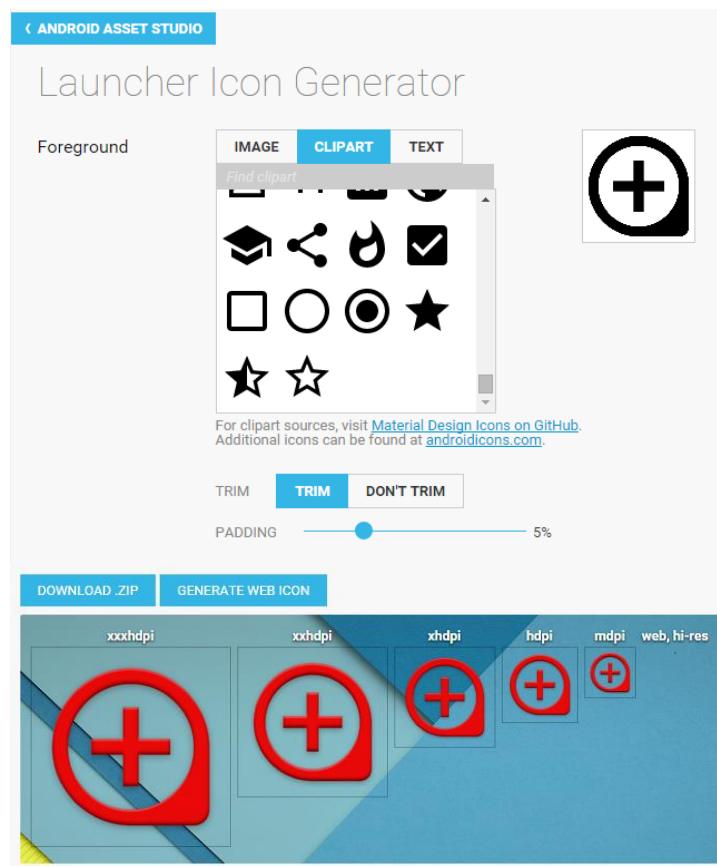 ‹ ANDROID ASSET STUDIO
Launcher Icon Generator
Foreground
IMAGE CLIPART TEXT
Find clipart
For clipart sources, visit Material Design Icons on GitHub.
Additional icons can be found at androidicons.com.
TRIM TRIM DON'T TRIM
PADDING 5%
DOWNLOAD .ZIP GENERATE WEB ICON
xxxhdpi xxhdpi xhdpi hdpi mdpi web, hi-res